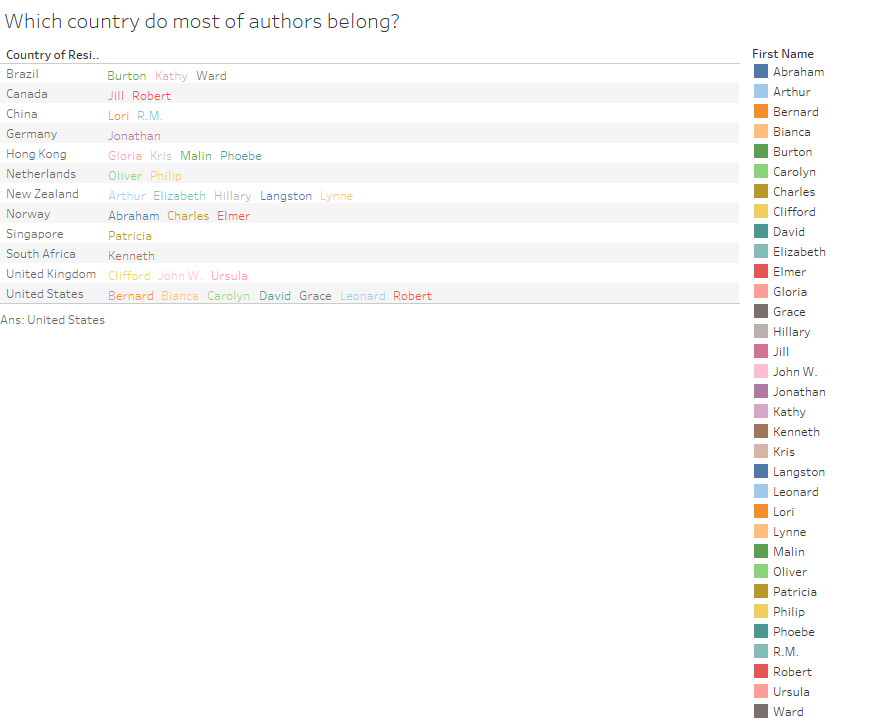 Which country do most of authors belong?
Country of Resi..
Brazil Burton Kathy Ward
Canada Jill Robert
China Lori R.M.
Germany Jonathan
Hong Kong Gloria Kris Malin Phoebe
Netherlands Oliver Philip
New Zealand Arthur Elizabeth Hillary Langston Lynne
Norway Abraham Charles Elmer
Singapore Patricia
South Africa Kenneth
United Kingdom Clifford John W. Ursula
United States Bernard Bianca Carolyn David Grace Leonard Robert
Ans: United States
First Name
Abraham
Arthur
Bernard
Bianca
Burton
Carolyn
Charles
Clifford
David
Elizabeth
Elmer
Gloria
Grace
Hillary
Jill
John W.
Jonathan
Kathy
Kenneth
Kris
Langston
Leonard
Lori
Lynne
Malin
Oliver
Patricia
Philip
Phoebe
R.M.
Robert
Ursula
Ward